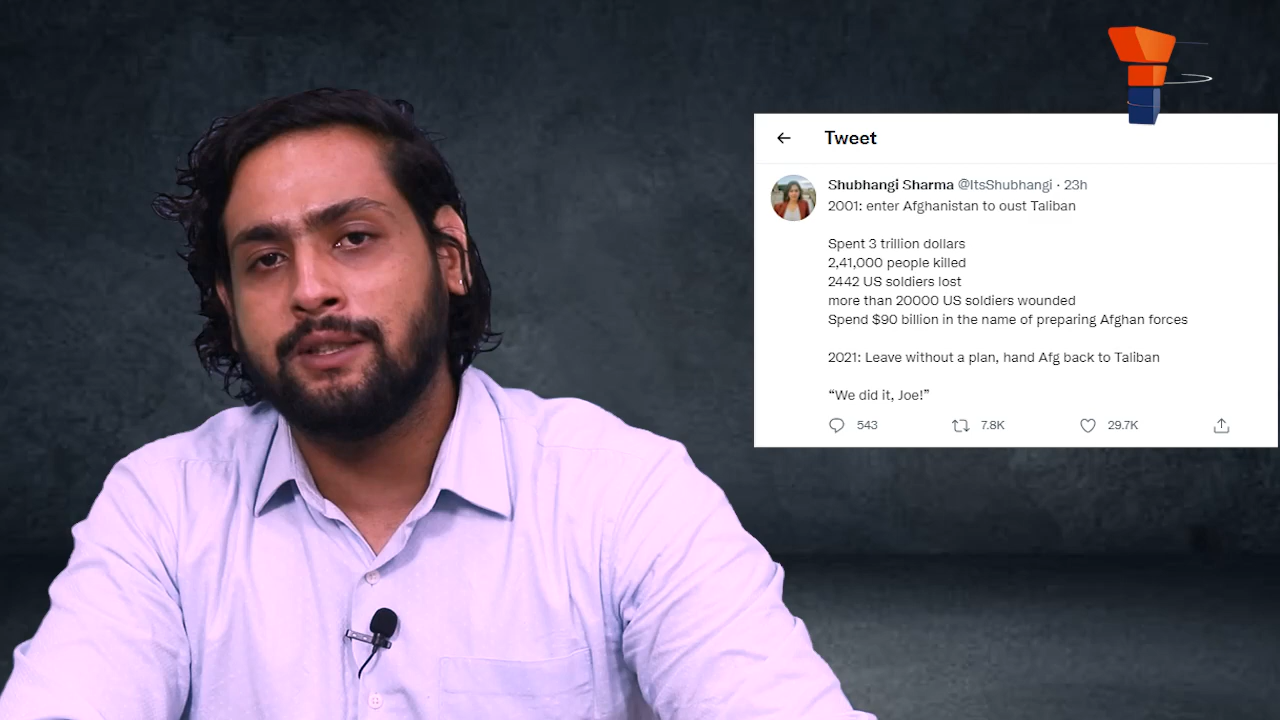 Tweet
Shubhangi Sharma @ItsShubhangi · 23h
2001: enter Afghanistan to oust Taliban
Spent 3 trillion dollars
2,41,000 people killed
2442 US soldiers lost
more than 20000 US soldiers wounded
Spend $90 billion in the name of preparing Afghan forces
2021: Leave without a plan, hand Afg back to Taliban
“We did it, Joe!”
543 7.8K 29.7K